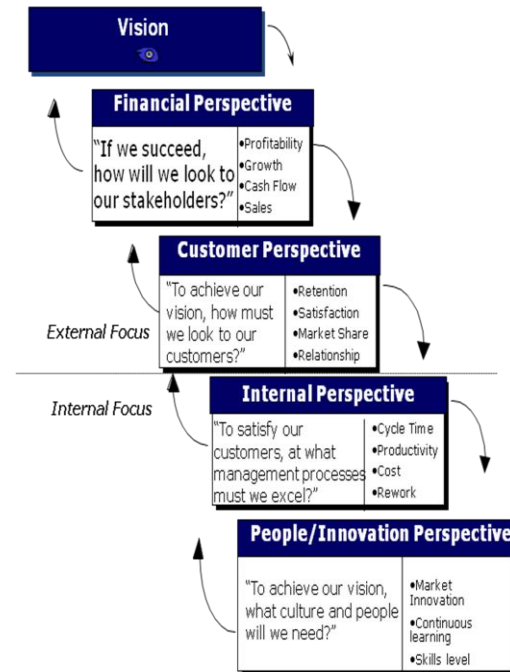 Vision
Financial Perspective
“If we succeed,
how will we look to
our stakeholders?”
•Profitability
•Growth
•Cash Flow
•Sales
Customer Perspective
“To achieve our
vision, how must
we look to our
customers?”
•Retention
•Satisfaction
•Market Share
•Relationship
External Focus
Internal Focus
Internal Perspective
“To satisfy our
customers, at what
management processes
must we excel?”
•Cycle Time
•Productivity
•Cost
•Rework
People/Innovation Perspective
“To achieve our vision,
what culture and people
will we need?”
•Market
Innovation
•Continuous
learning
•Skills level